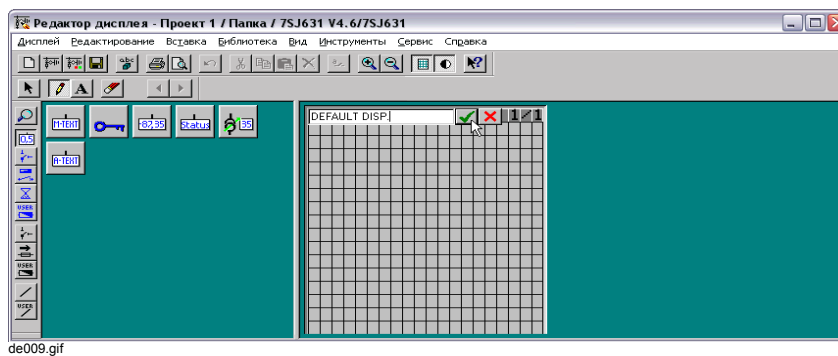 Редактор дисплея - Проект 1 / Папка / 7SJ631 V4.6/7SJ631
Дисплей Редактирование Вставка Библиотека Вид Инструменты Сервис Справка
A
M-TEXT -87,35 Status 35
DEFAULT DISP. 1/1
0.5
A-TEXT
USER
USER
USER
de009.gif